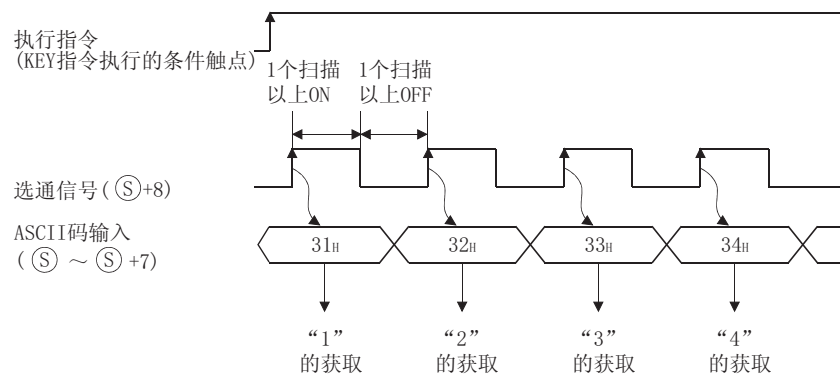 执行指令
(KEY指令执行的条件触点)
1个扫描
以上ON
1个扫描
以上OFF
选通信号(Ⓢ+8)
ASCII码输入
(Ⓢ ～ Ⓢ+7)
31H
32H
33H
34H
“1”
的获取
“2”
的获取
“3”
的获取
“4”
的获取